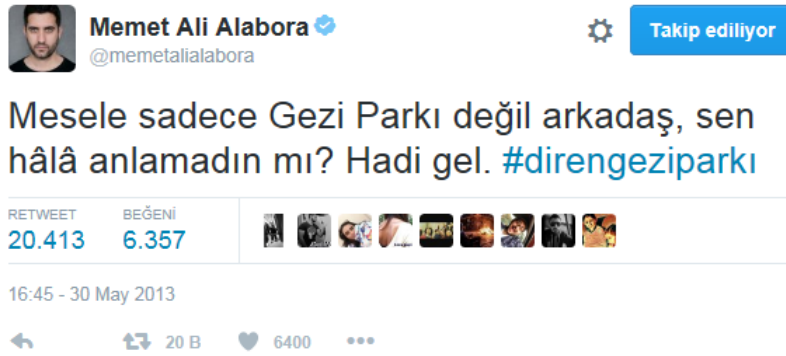 Memet Ali Alabora
@memetalialabora
Takip ediliyor
Mesele sadece Gezi Parkı değil arkadaş, sen
hâlâ anlamadın mı? Hadi gel. #direngeziparkı
RETWEET BEĞENİ
20.413 6.357
16:45 - 30 May 2013
20 B 6400